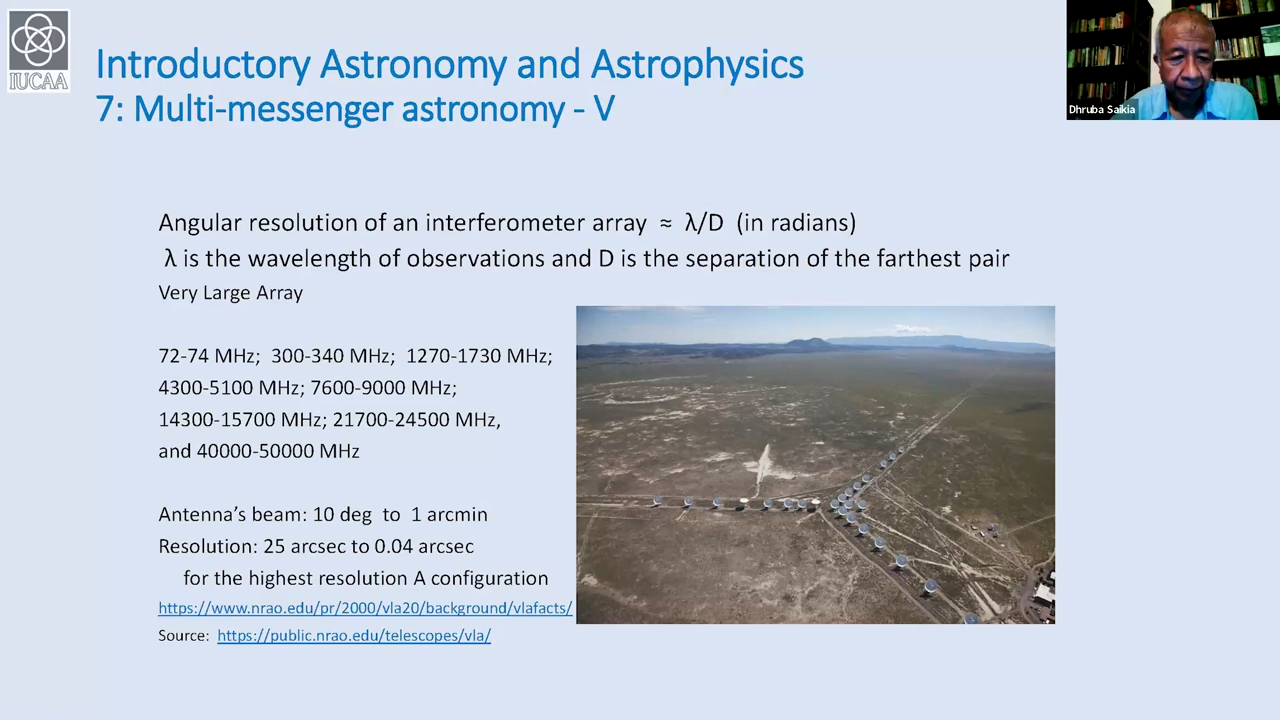 IUCAA
Introductory Astronomy and Astrophysics
7: Multi-messenger astronomy - V
Dhruba Saikia
Angular resolution of an interferometer array ≈ λ/D (in radians)
λ is the wavelength of observations and D is the separation of the farthest pair
Very Large Array
72-74 MHz; 300-340 MHz; 1270-1730 MHz;
4300-5100 MHz; 7600-9000 MHz;
14300-15700 MHz; 21700-24500 MHz,
and 40000-50000 MHz
Antenna’s beam: 10 deg to 1 arcmin
Resolution: 25 arcsec to 0.04 arcsec
for the highest resolution A configuration
https://www.nrao.edu/pr/2000/vla20/background/vlafacts/
Source: https://public.nrao.edu/telescopes/vla/